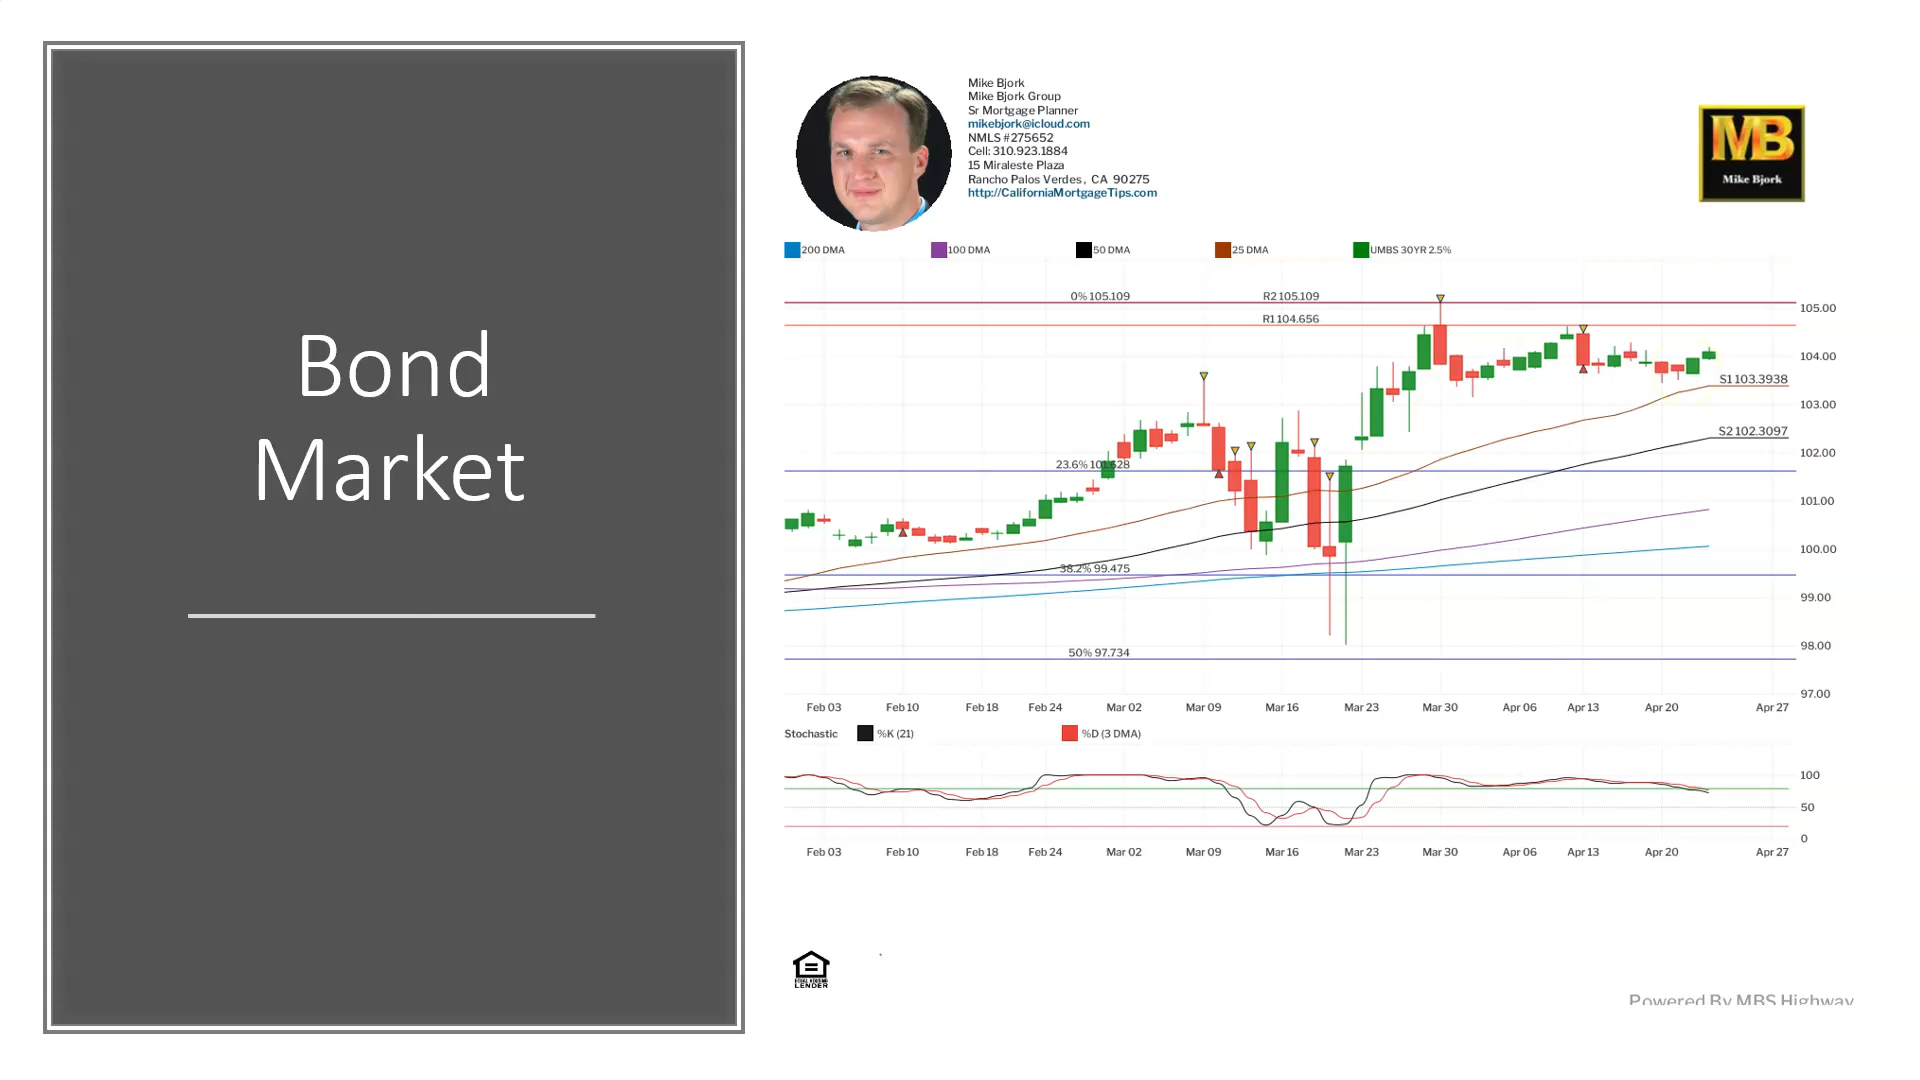 Bond
Market
Mike Bjork
Mike Bjork Group
Sr Mortgage Planner
mikebjork@icloud.com
NMLS #275652
Cell: 310.923.1884
15 Miraleste Plaza
Rancho Palos Verdes, CA 90275
http://CaliforniaMortgageTips.com
MB
Mike Bjork
200 DMA 100 DMA 50 DMA 25 DMA UMBS 30YR 2.5%
0% 105.109 R2 105.109
R1 104.656
23.6% 101.628
38.2% 99.475
50% 97.734
S1 103.3938
S2 102.3097
105.00
104.00
103.00
102.00
101.00
100.00
99.00
98.00
97.00
Feb 03 Feb 10 Feb 18 Feb 24 Mar 02 Mar 09 Mar 16 Mar 23 Mar 30 Apr 06 Apr 13 Apr 20 Apr 27
Stochastic %K (21) %D (3 DMA)
100
50
0
Feb 03 Feb 10 Feb 18 Feb 24 Mar 02 Mar 09 Mar 16 Mar 23 Mar 30 Apr 06 Apr 13 Apr 20 Apr 27
EQUAL HOUSING
LENDER
Powered By MBS Highway